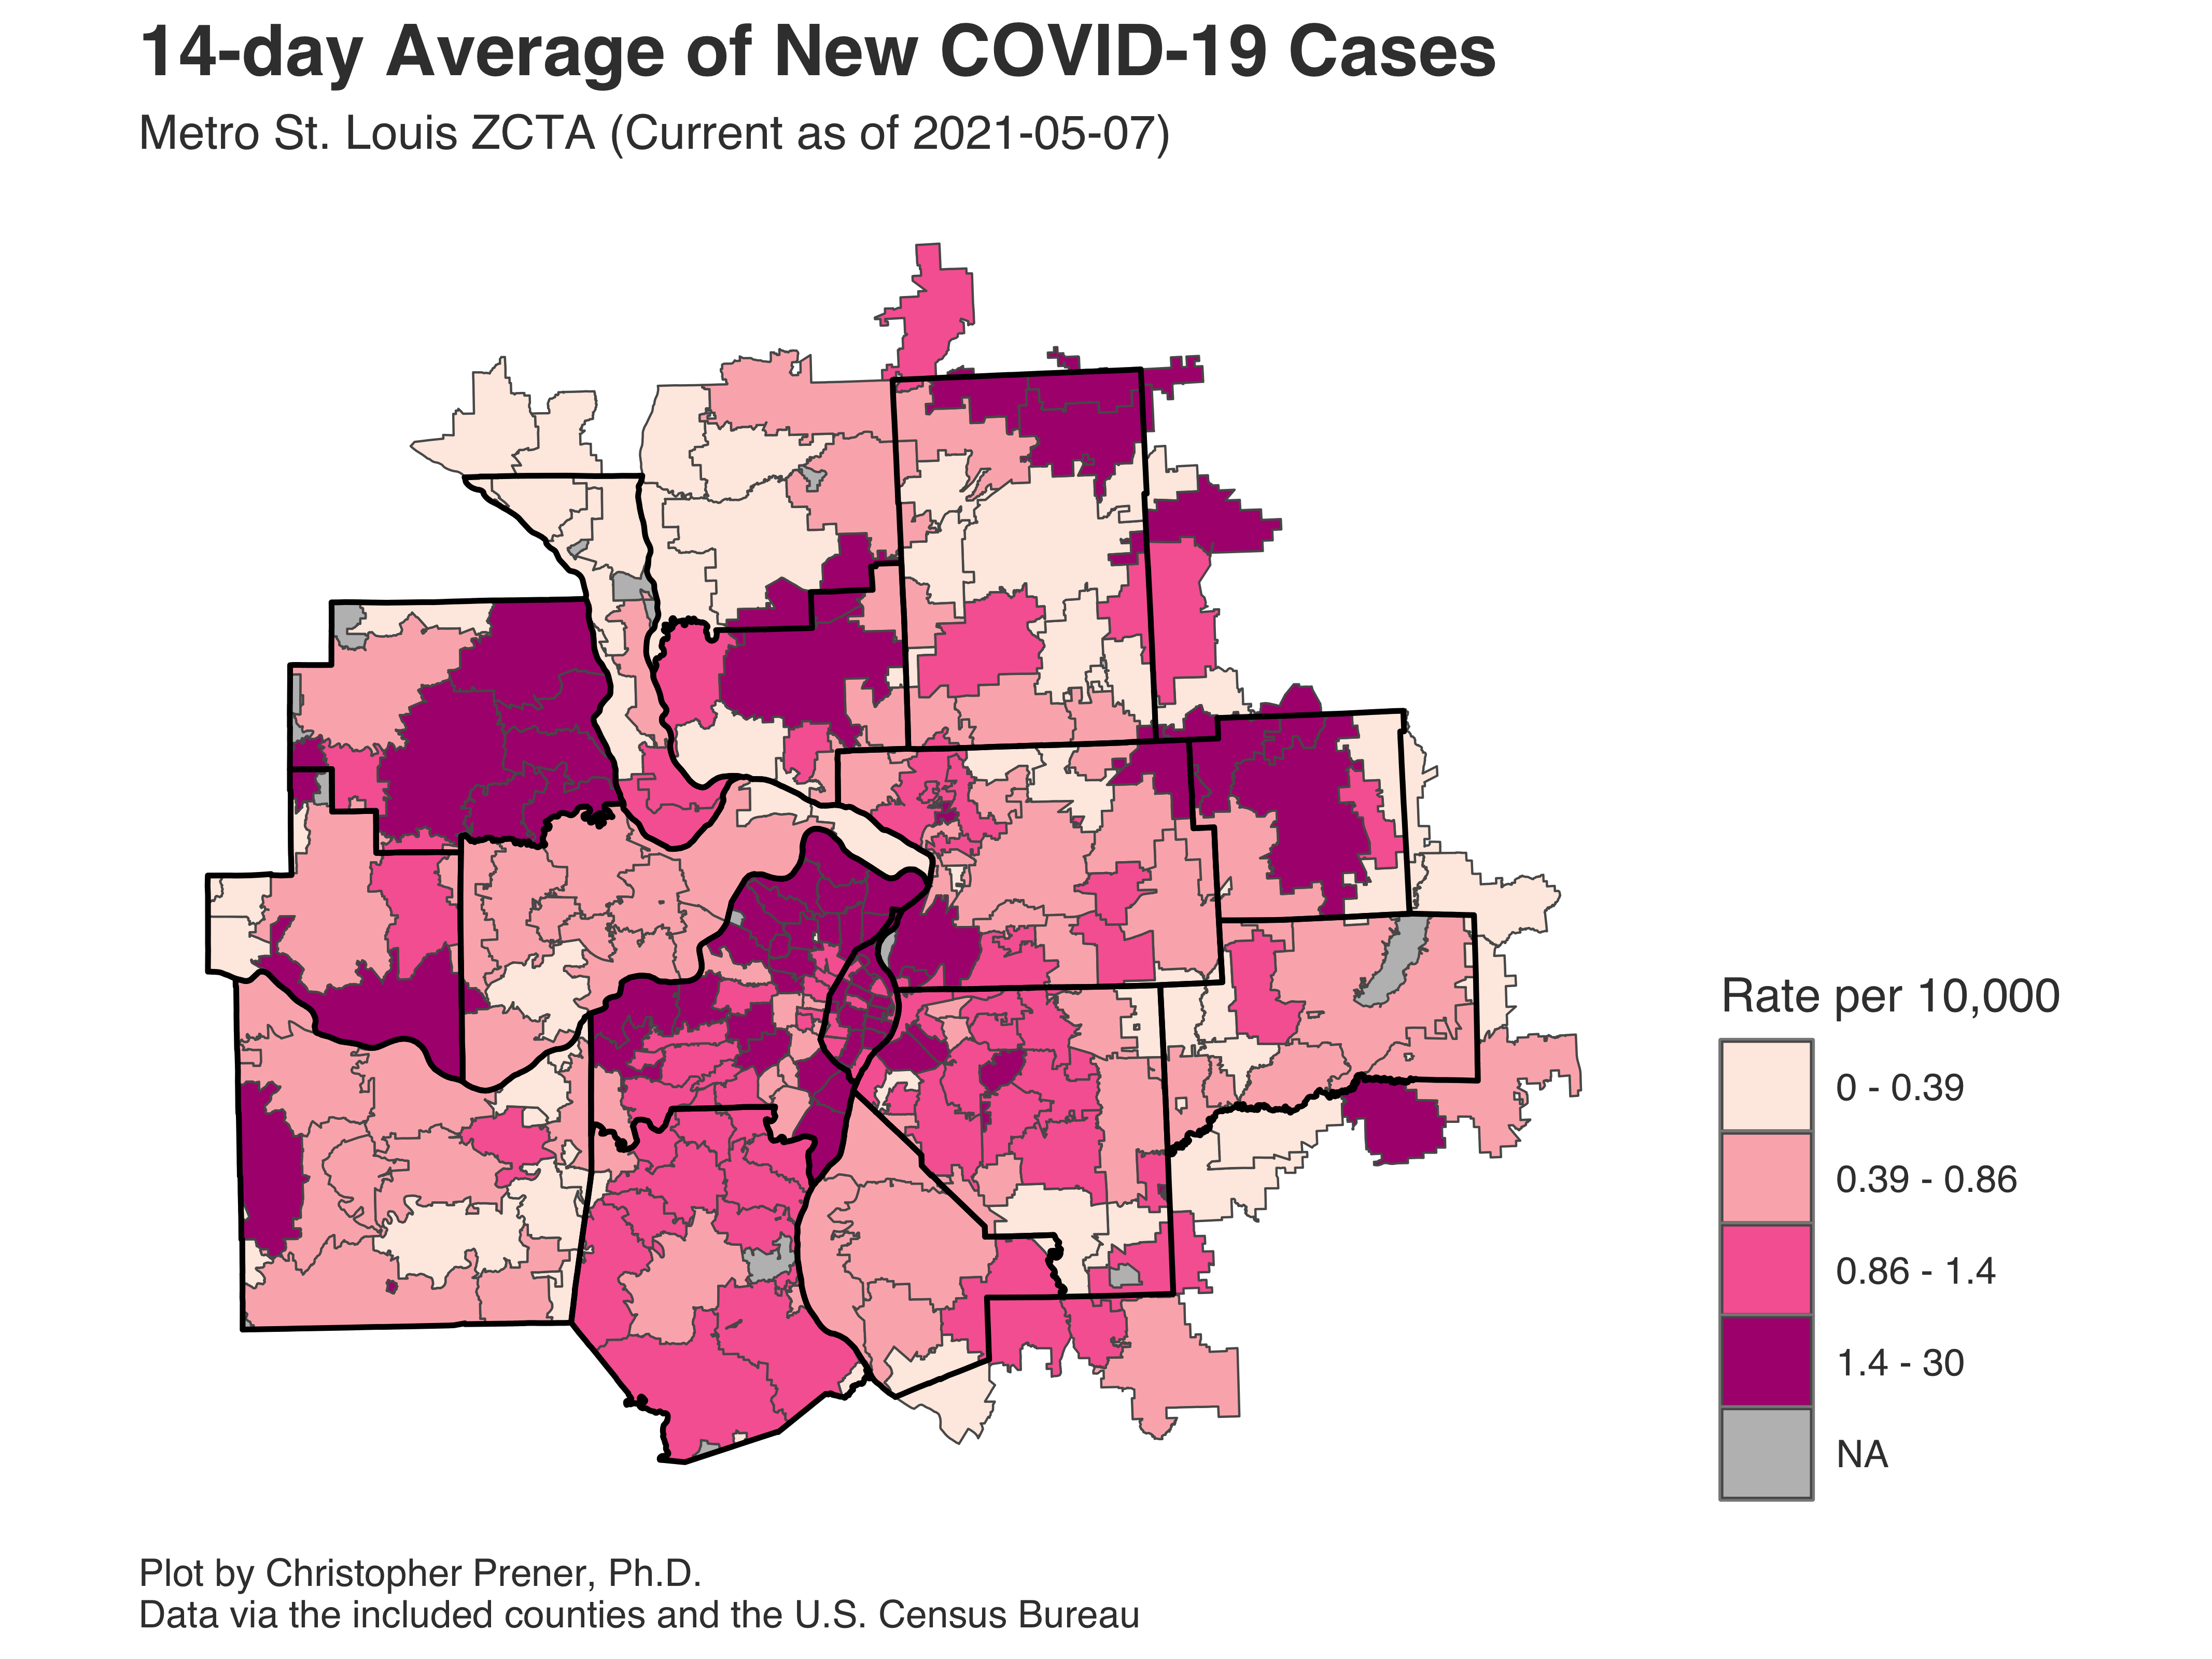 14-day Average of New COVID-19 Cases
Metro St. Louis ZCTA (Current as of 2021-05-07)
Rate per 10,000
0 - 0.39
0.39 - 0.86
0.86 - 1.4
1.4 - 30
NA
Plot by Christopher Prener, Ph.D.
Data via the included counties and the U.S. Census Bureau